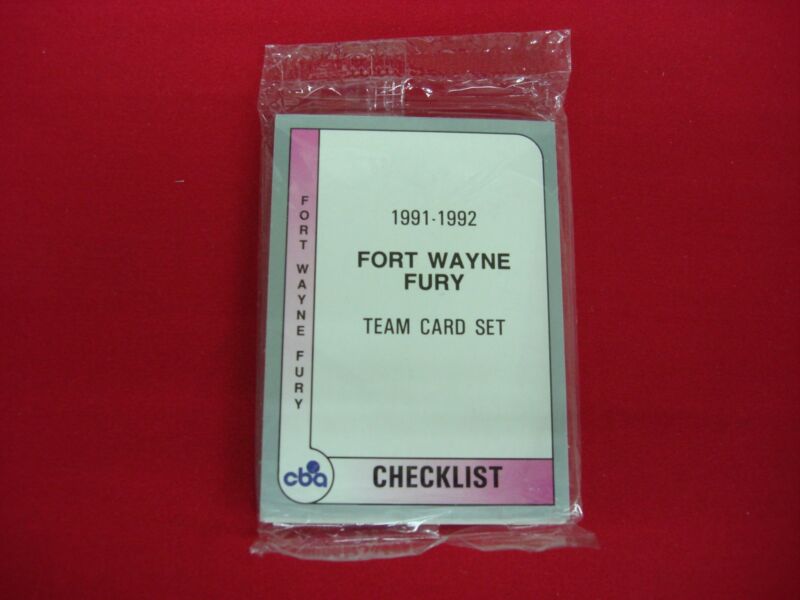 FORT WAYNE FURY
1991-1992
FORT WAYNE
FURY
TEAM CARD SET
cba
CHECKLIST